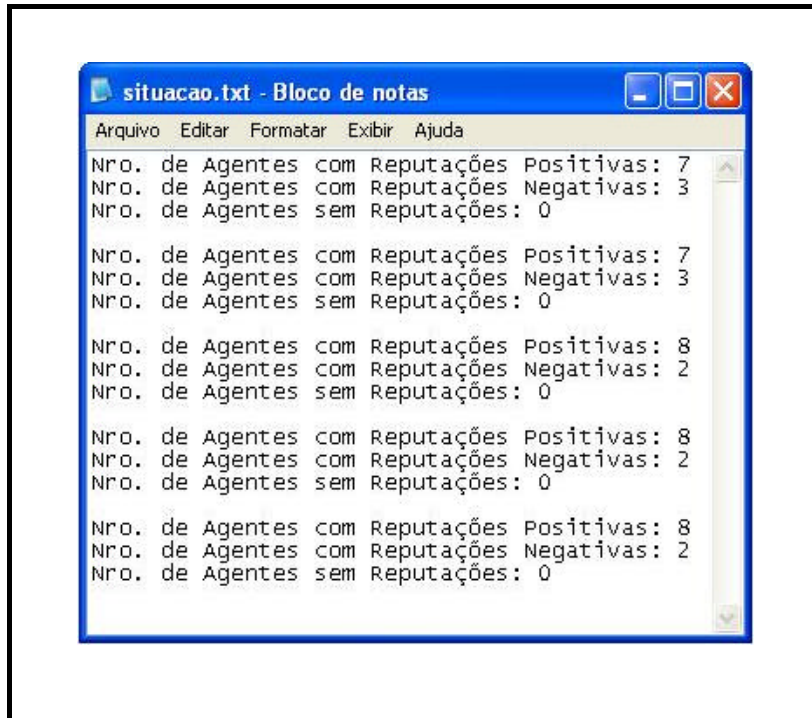 situacao.txt - Bloco de notas
Arquivo Editar Formatar Exibir Ajuda
Nro. de Agentes com Reputações Positivas: 7
Nro. de Agentes com Reputações Negativas: 3
Nro. de Agentes sem Reputações: 0
Nro. de Agentes com Reputações Positivas: 7
Nro. de Agentes com Reputações Negativas: 3
Nro. de Agentes sem Reputações: 0
Nro. de Agentes com Reputações Positivas: 8
Nro. de Agentes com Reputações Negativas: 2
Nro. de Agentes sem Reputações: 0
Nro. de Agentes com Reputações Positivas: 8
Nro. de Agentes com Reputações Negativas: 2
Nro. de Agentes sem Reputações: 0
Nro. de Agentes com Reputações Positivas: 8
Nro. de Agentes com Reputações Negativas: 2
Nro. de Agentes sem Reputações: 0